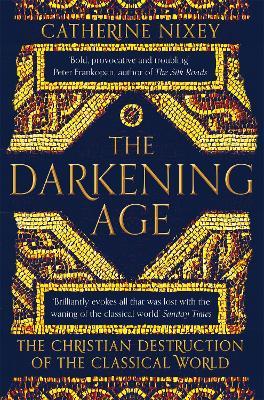 CATHERINE NIXEY
'Bold, provocative and troubling'
Peter Frankopan, author of The Silk Roads
THE
DARKENING
AGE
'Brilliantly evokes all that was lost with the
waning of the classical world' Sunday Times
THE CHRISTIAN DESTRUCTION
OF THE CLASSICAL WORLD